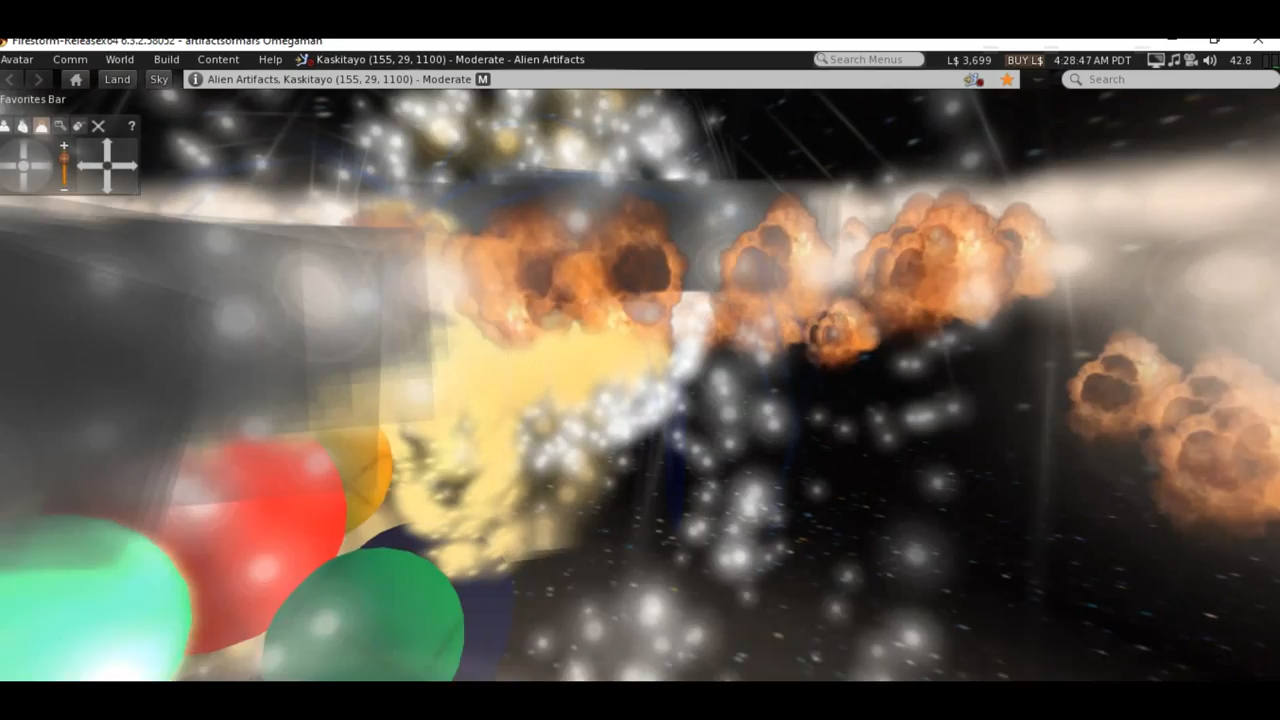 Firestorm-Releasex64 6.3.2.58052 - artifactsofmars Omegaman
Avatar Comm World Build Content Help Kaskitayo (155, 29, 1100) - Moderate - Alien Artifacts Search Menus L$ 3,699 BUY L$ 4:28:47 AM PDT 42.8
Land Sky Alien Artifacts, Kaskitayo (155, 29, 1100) - Moderate M Search
Favorites Bar
?